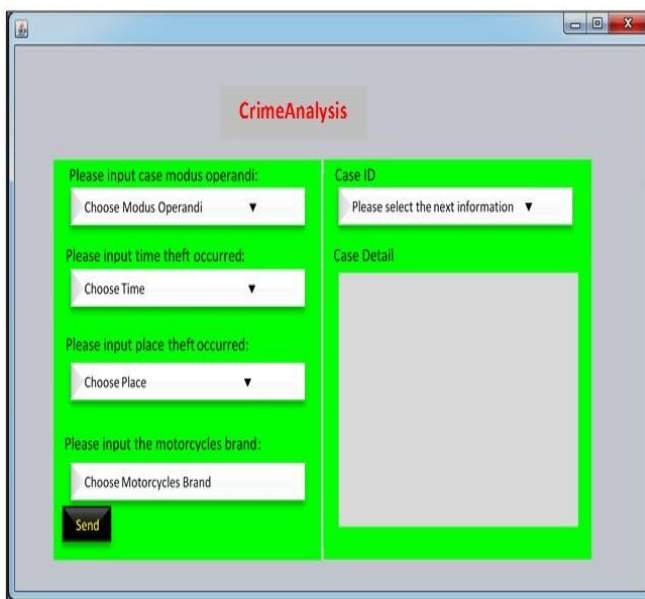 CrimeAnalysis
Please input case modus operandi:
Choose Modus Operandi
Please input time theft occurred:
Choose Time
Please input place theft occurred:
Choose Place
Please input the motorcycles brand:
Choose Motorcycles Brand
Send
Case ID
Please select the next information
Case Detail